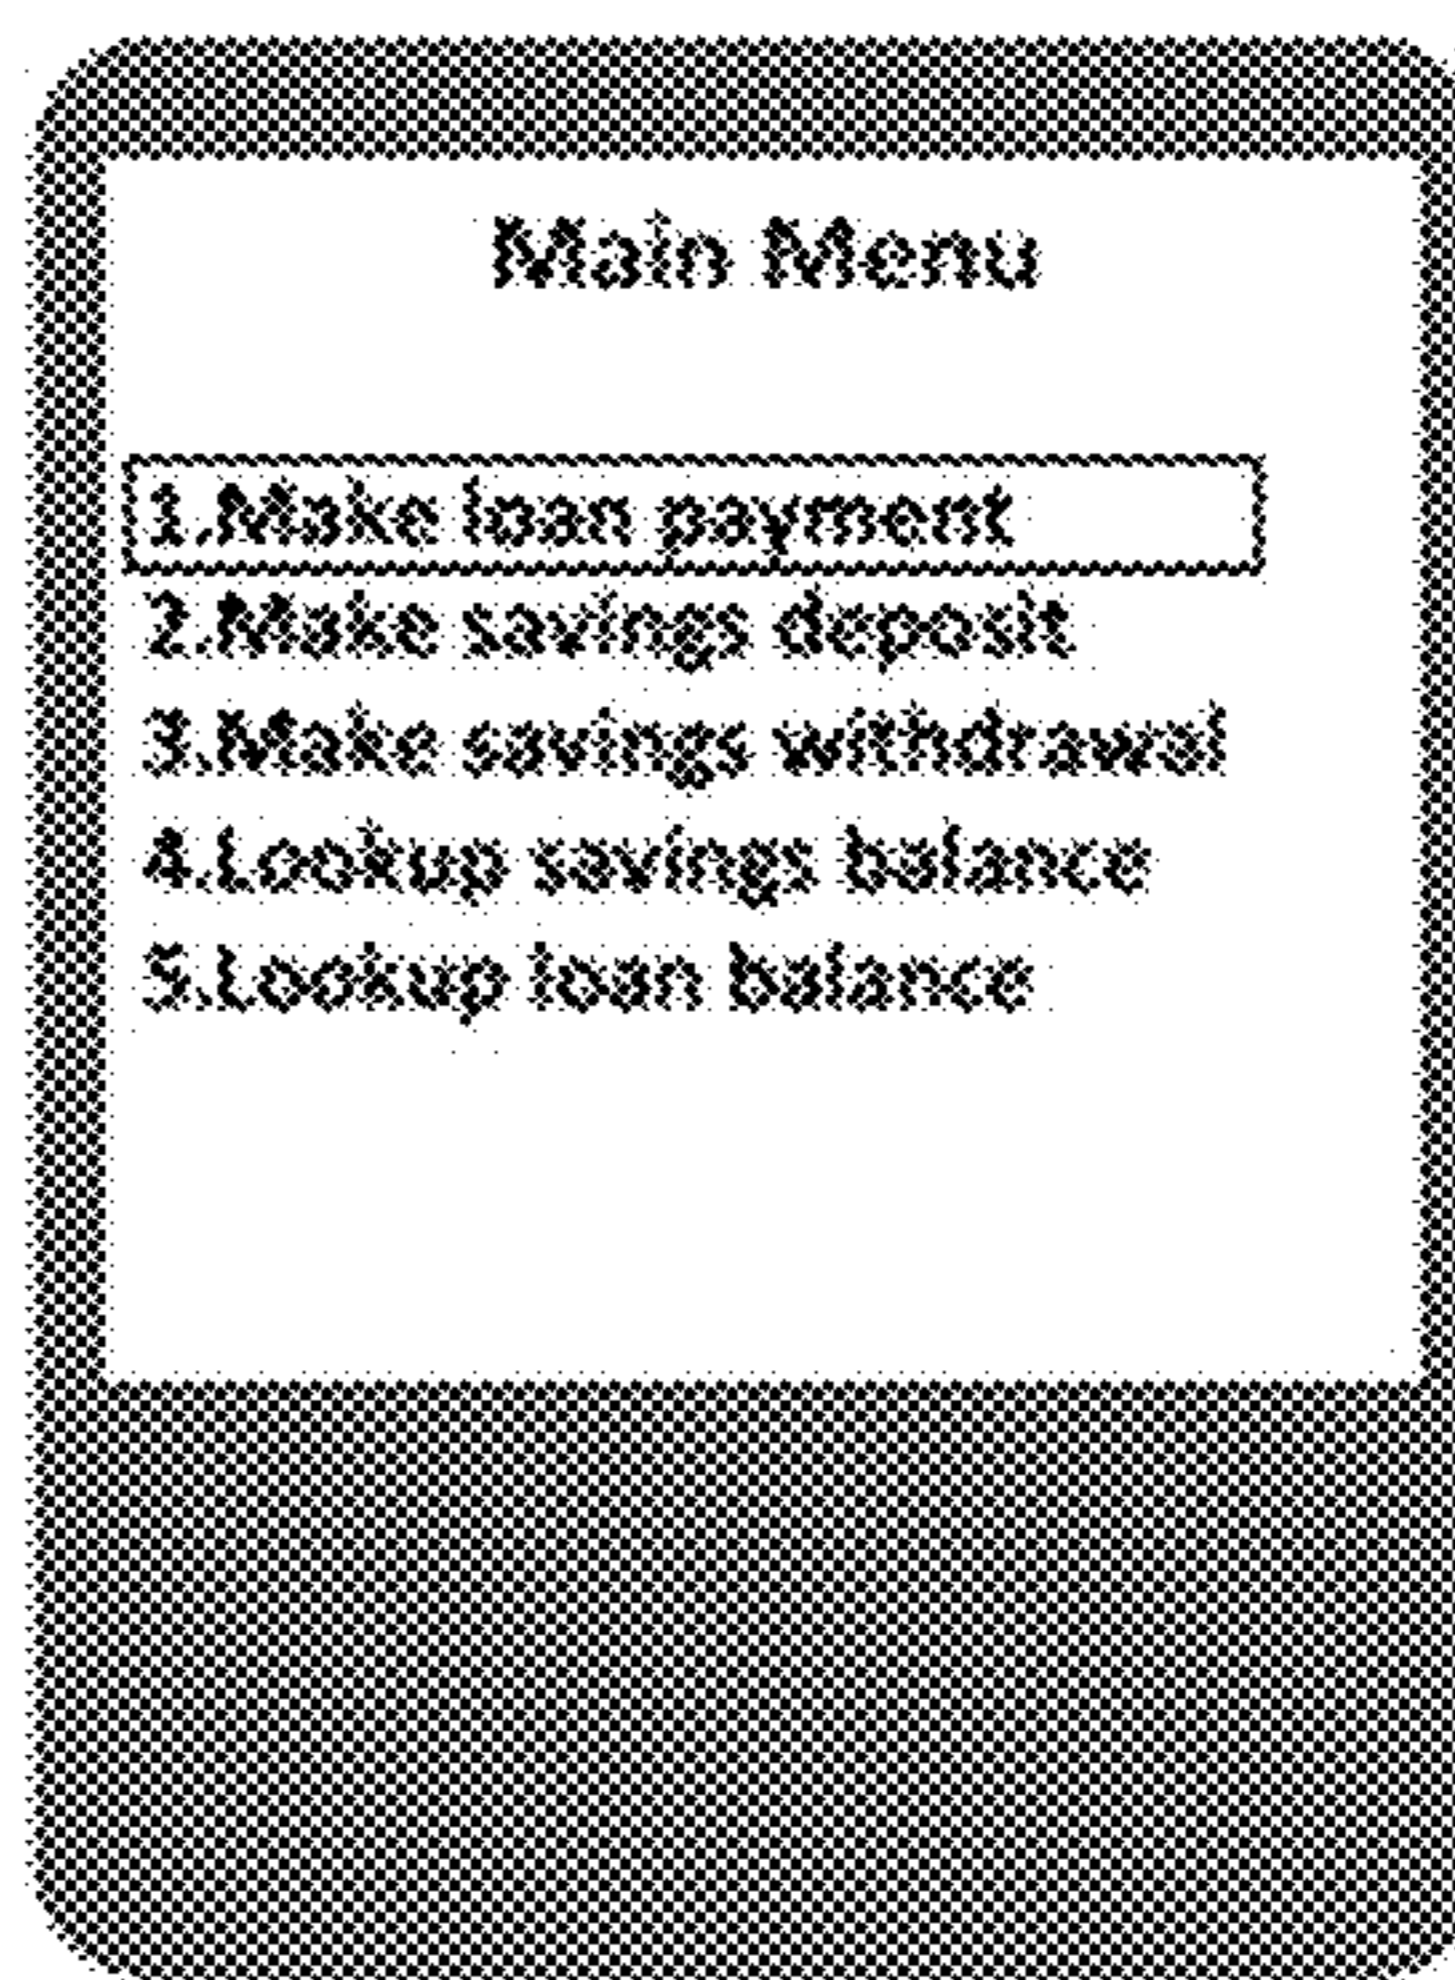 Main Menu
1.Make loan payment
2.Make savings deposit
3.Make savings withdrawal
4.Lookup savings balance
5.Lookup loan balance